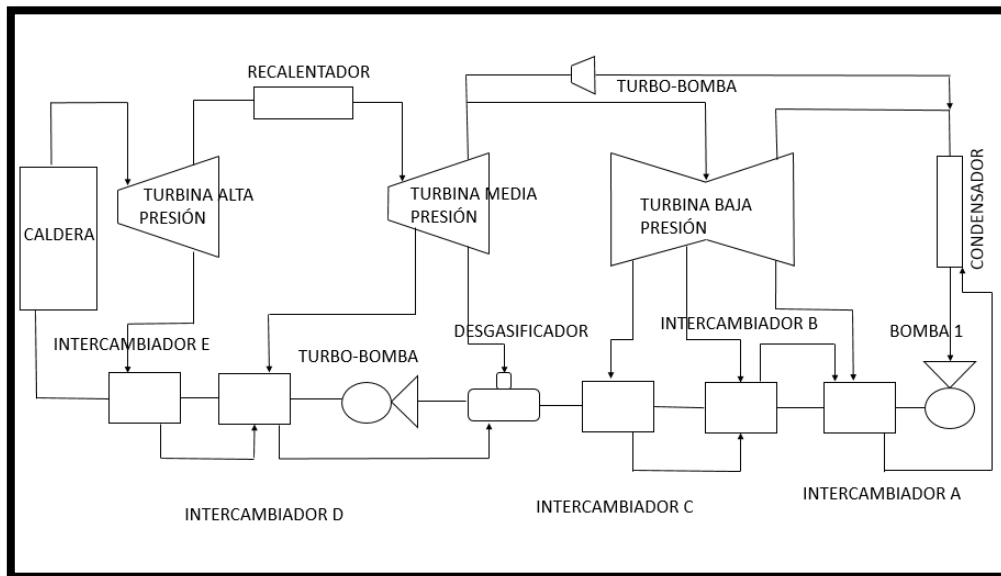 RECALENTADOR
TURBO-BOMBA
TURBINA ALTA
PRESIÓN
TURBINA MEDIA
PRESIÓN
TURBINA BAJA
PRESIÓN
CALDERA
CONDENSADOR
INTERCAMBIADOR E
TURBO-BOMBA
DESGASIFICADOR
INTERCAMBIADOR B
BOMBA 1
INTERCAMBIADOR D
INTERCAMBIADOR C
INTERCAMBIADOR A